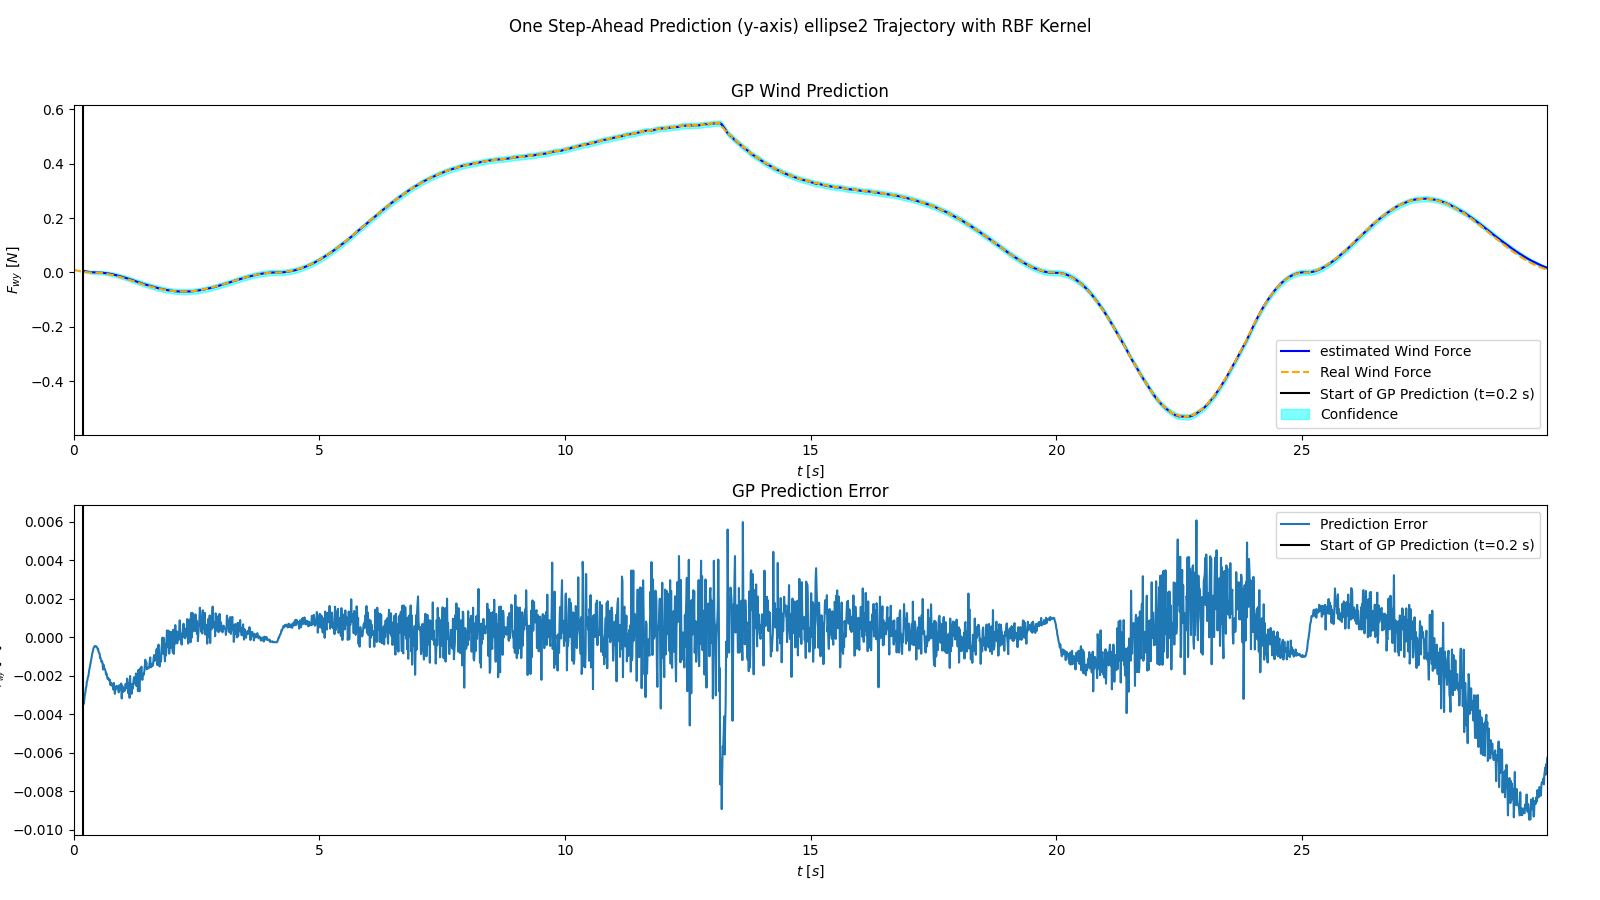 One Step-Ahead Prediction (y-axis) ellipse2 Trajectory with RBF Kernel
GP Wind Prediction
0.6
0.4
0.2
0.0
−0.2
−0.4
F_wy [N]
estimated Wind Force
Real Wind Force
Start of GP Prediction (t=0.2 s)
Confidence
0 5 10 15 20 25
t [s]
GP Prediction Error
0.006
0.004
0.002
0.000
−0.002
−0.004
−0.006
−0.008
−0.010
Prediction Error
Start of GP Prediction (t=0.2 s)
0 5 10 15 20 25
t [s]